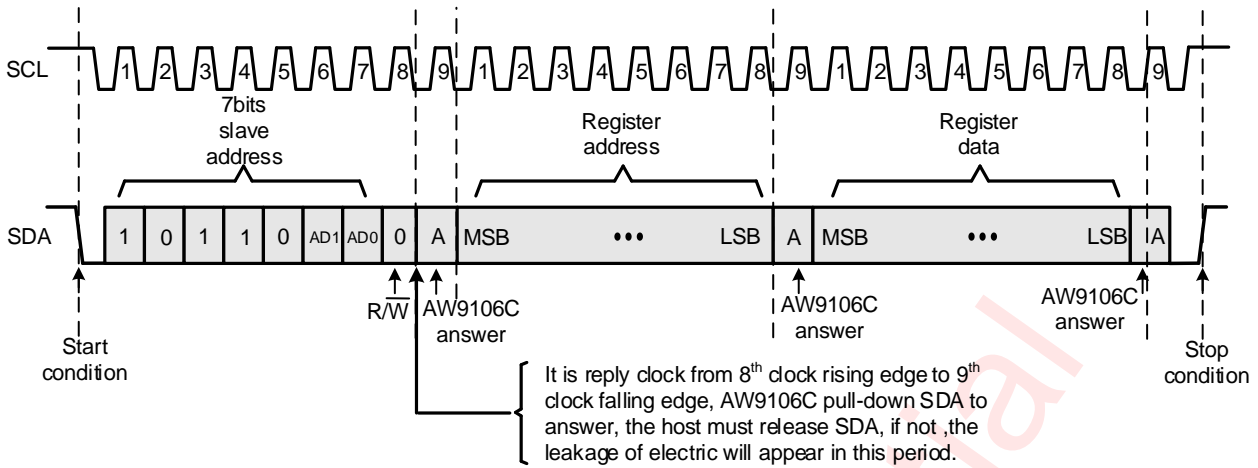 SCL
1 2 3 4 5 6 7 8 9 1 2 3 4 5 6 7 8 9 1 2 3 4 5 6 7 8 9
7bits
slave
address
Register
address
Register
data
SDA
1 0 1 1 0 AD1 AD0 0 A MSB ••• LSB A MSB ••• LSB A
R/W̅
AW9106C
answer
AW9106C
answer
AW9106C
answer
Start
condition
Stop
condition
It is reply clock from 8th clock rising edge to 9th
clock falling edge, AW9106C pull-down SDA to
answer, the host must release SDA, if not ,the
leakage of electric will appear in this period.